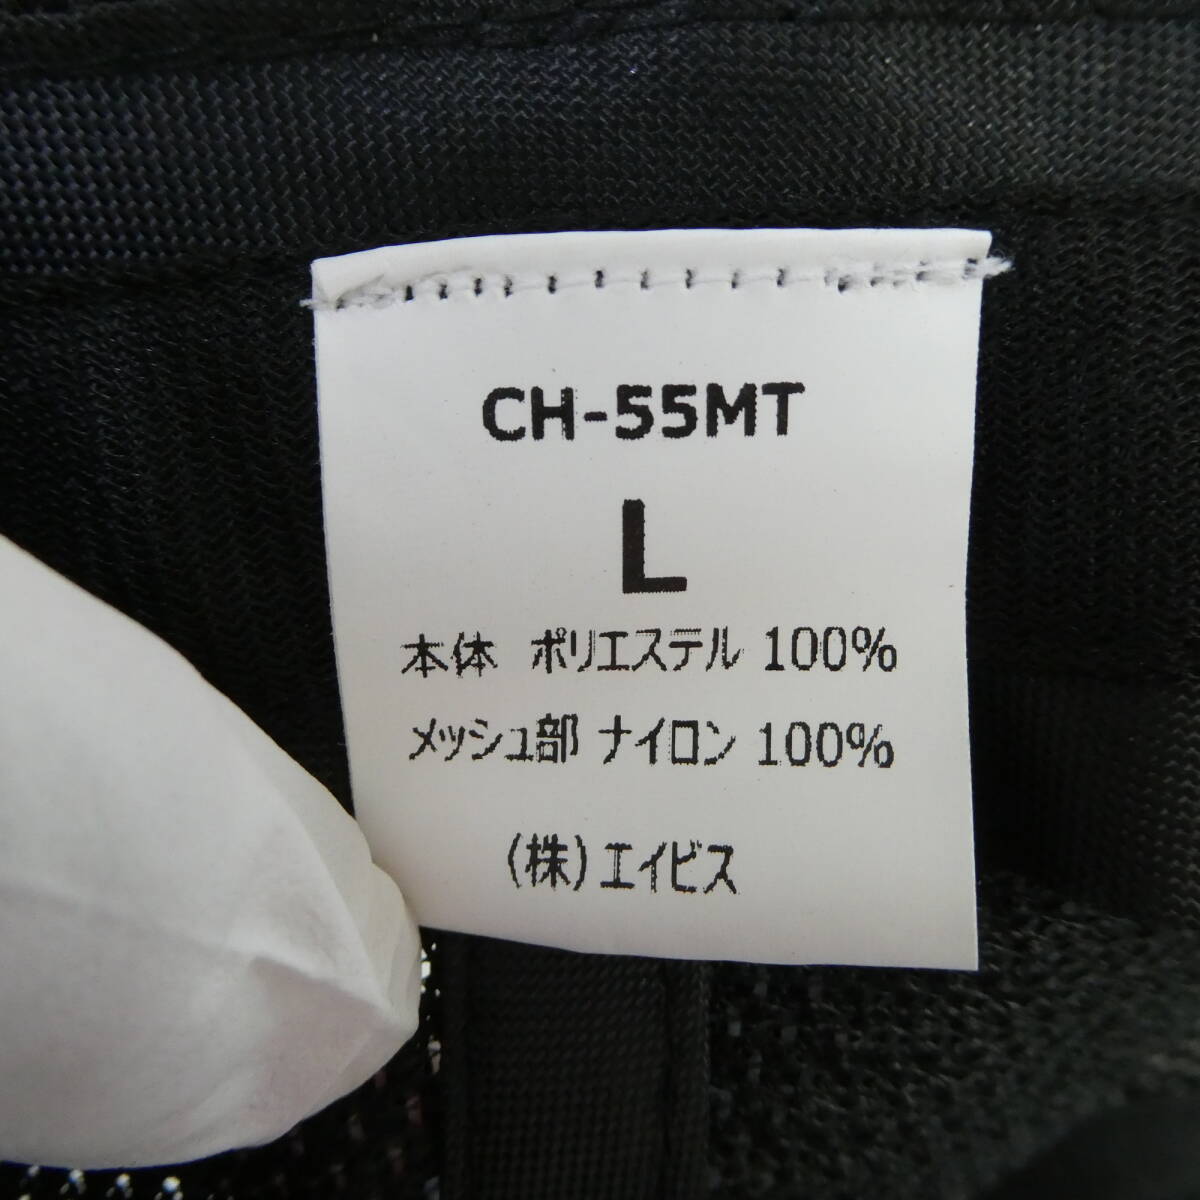 CH-55MT
L
本体 ポリエステル 100%
メッシュ部 ナイロン 100%
(株)エイビス